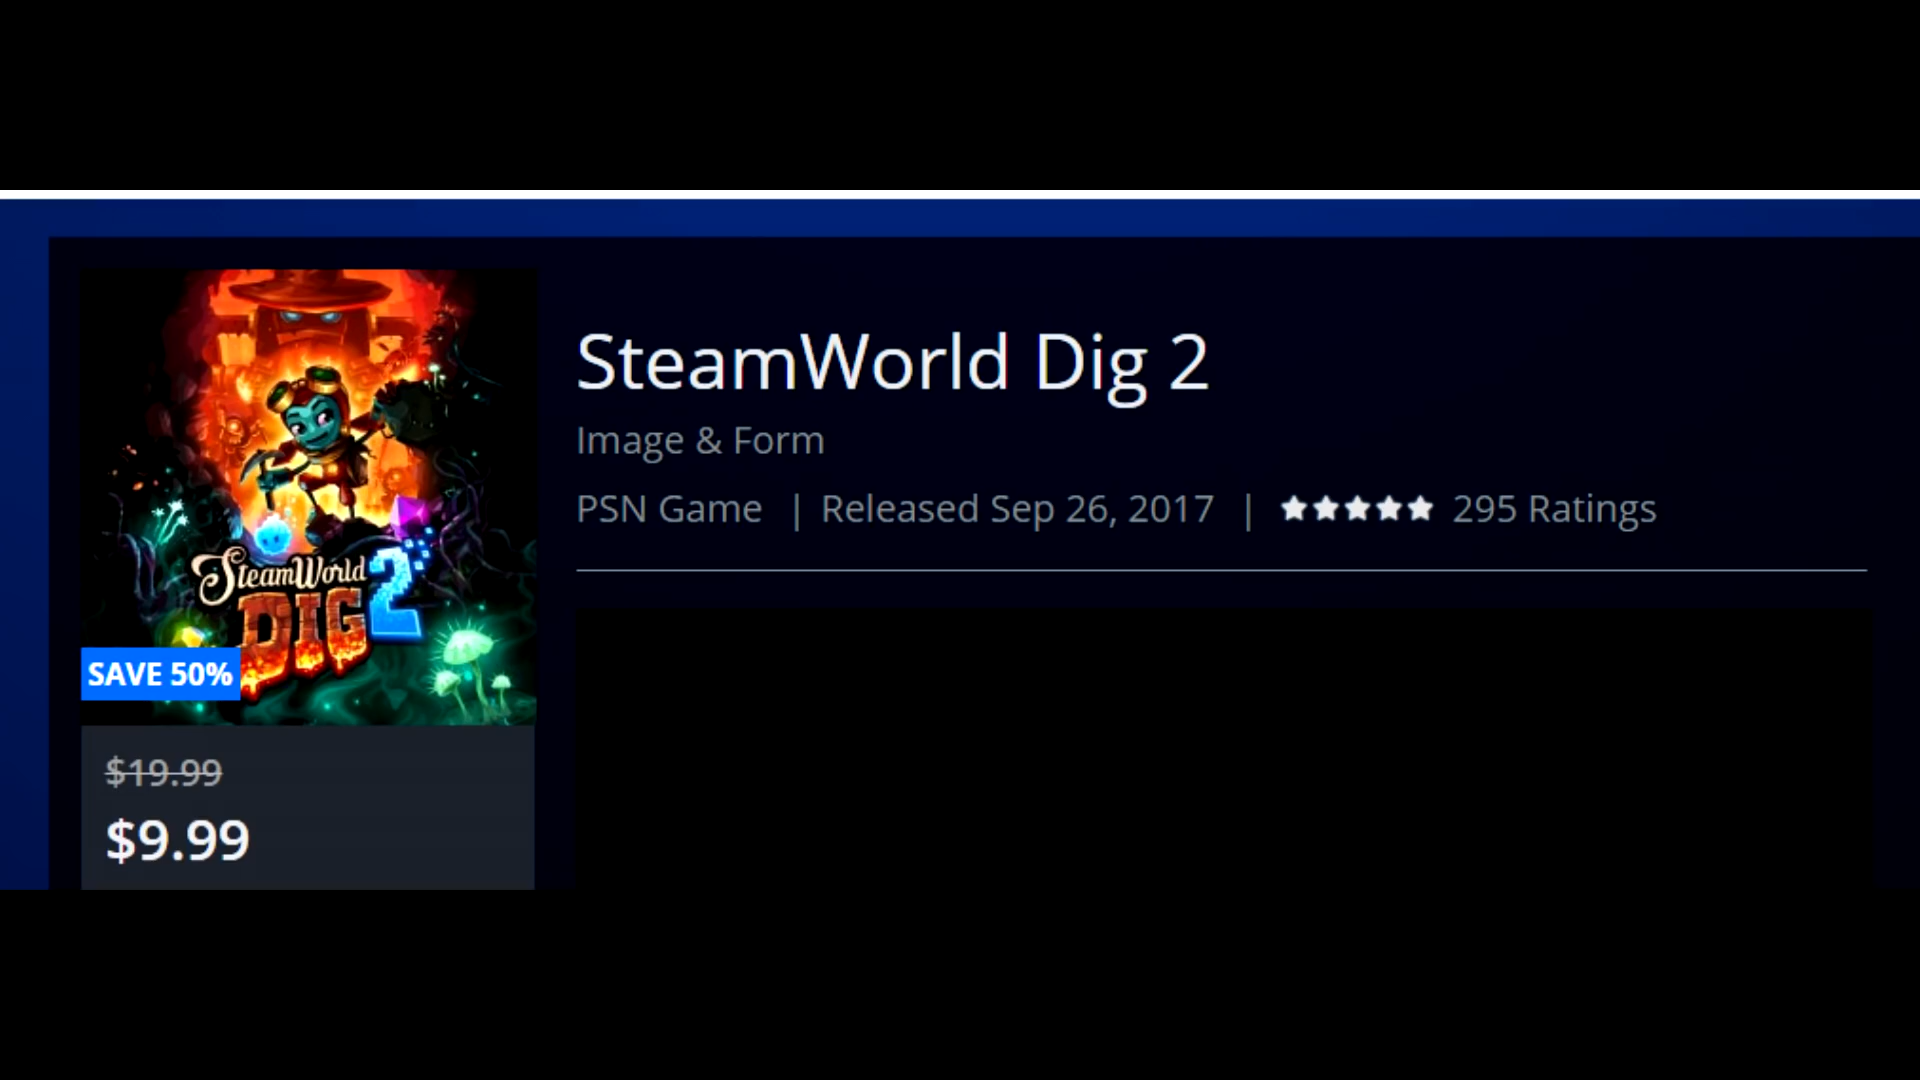 SteamWorld Dig 2
Image & Form
PSN Game | Released Sep 26, 2017 | ★★★★★ 295 Ratings
SteamWorld
DIG 2
SAVE 50%
$19.99
$9.99